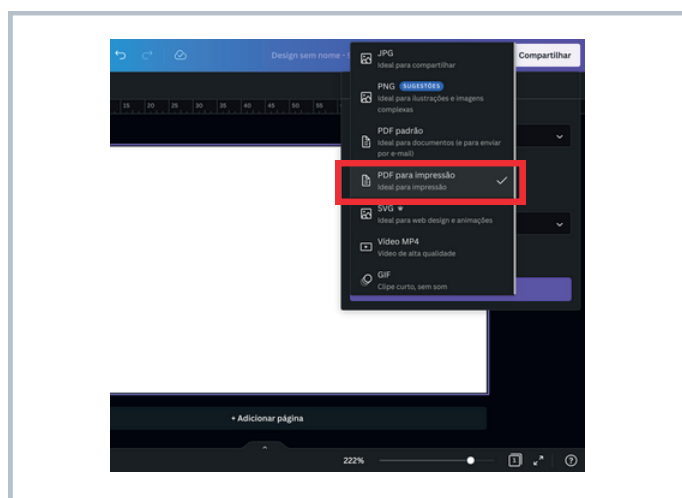 Design sem nome -
Compartilhar
JPG
Ideal para compartilhar
PNG SUGESTÕES
Ideal para ilustrações e imagens
complexas
15 20 25 30 35 40 45 50 55
PDF padrão
Ideal para documentos (e para enviar
por e-mail)
PDF para impressão
Ideal para impressão
SVG
Ideal para web design e animações
Vídeo MP4
Vídeo de alta qualidade
GIF
Clipe curto, sem som
+ Adicionar página
222%
1
?